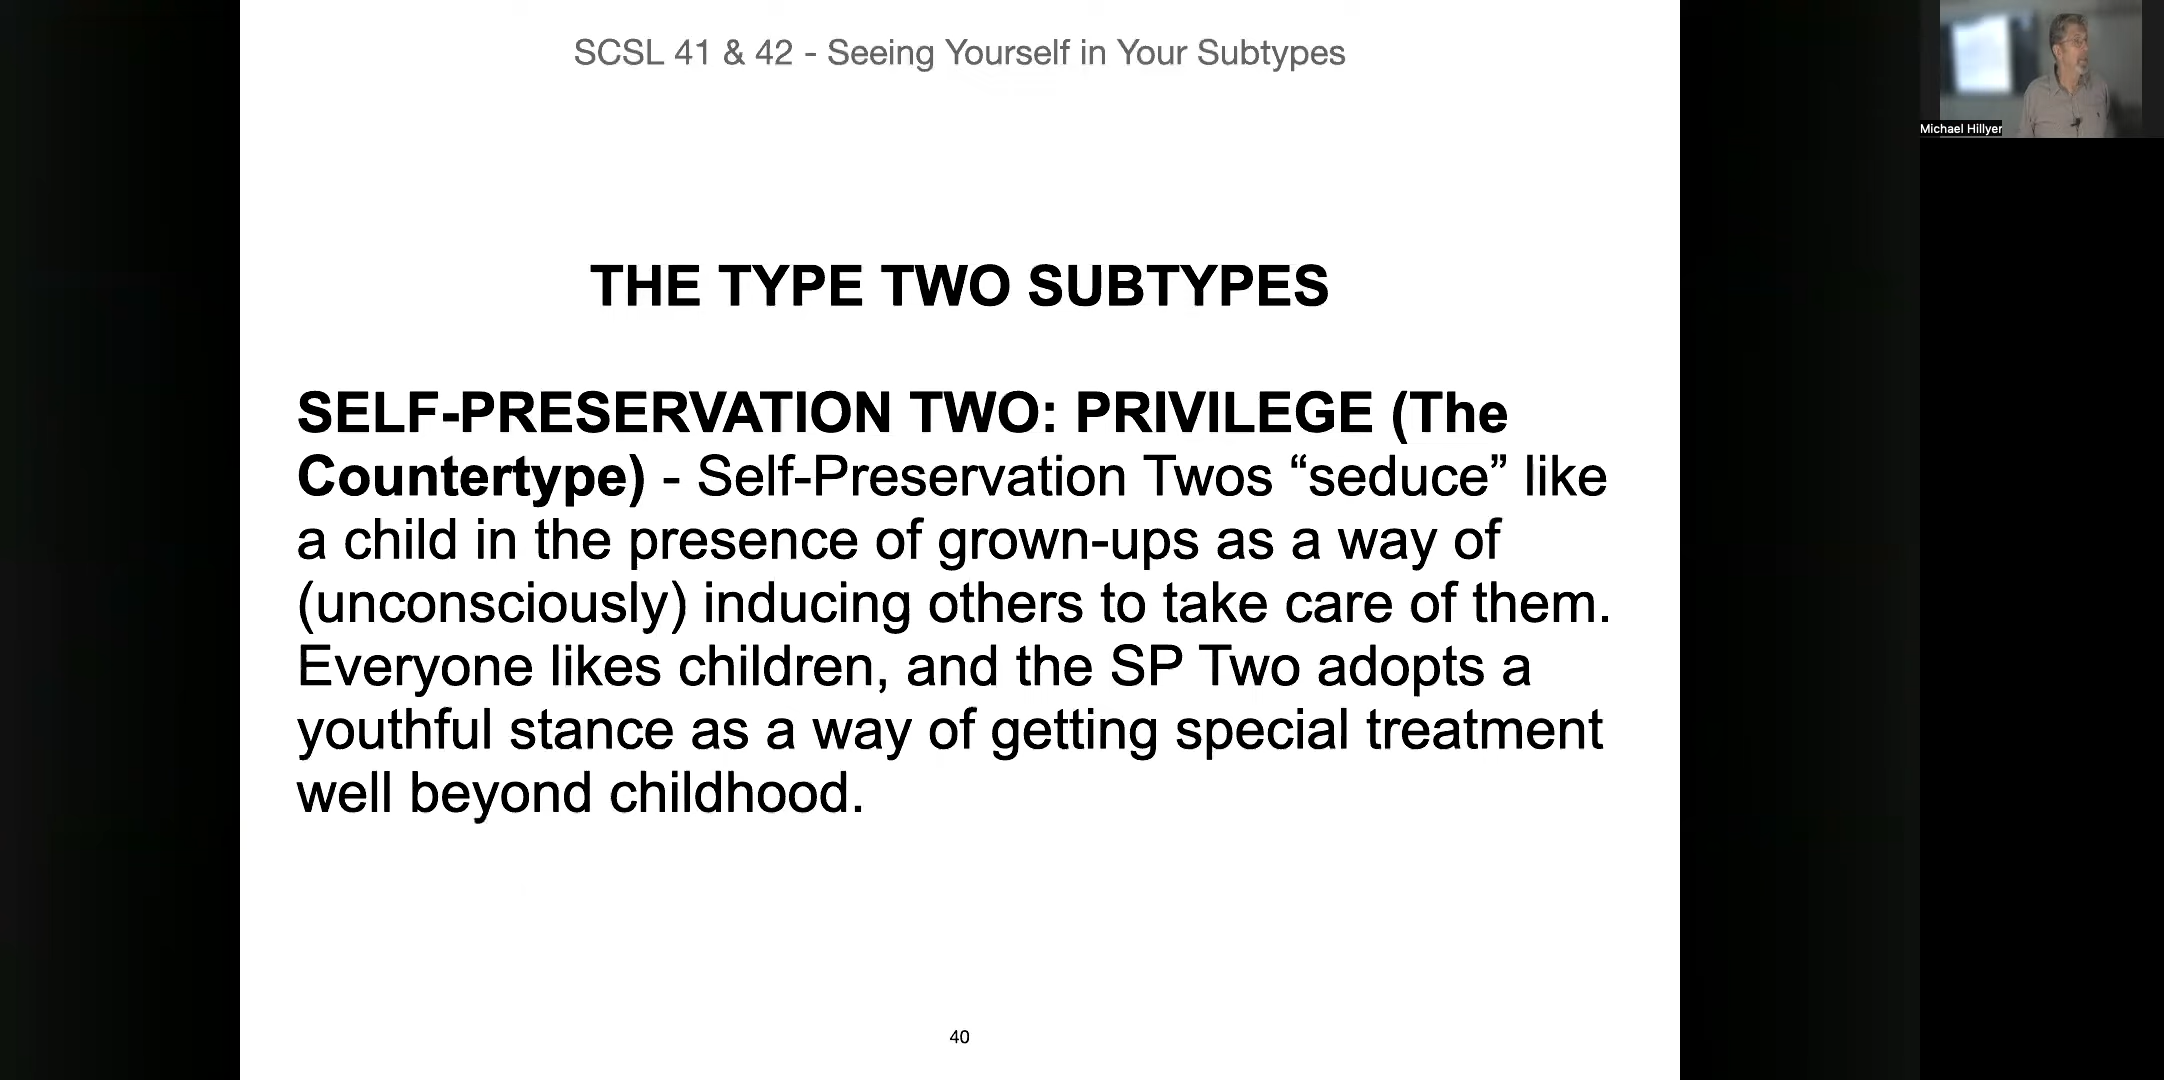 SCSL 41 & 42 - Seeing Yourself in Your Subtypes
Michael Hillyer
THE TYPE TWO SUBTYPES
SELF-PRESERVATION TWO: PRIVILEGE (The
Countertype) - Self-Preservation Twos “seduce” like
a child in the presence of grown-ups as a way of
(unconsciously) inducing others to take care of them.
Everyone likes children, and the SP Two adopts a
youthful stance as a way of getting special treatment
well beyond childhood.
40